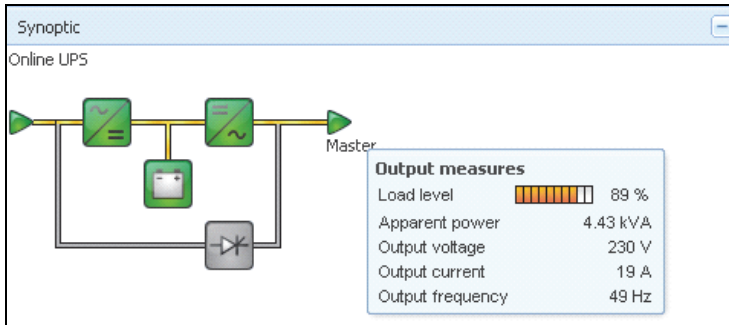 Synoptic
Online UPS
Master
Output measures
Load level 89 %
Apparent power 4.43 kVA
Output voltage 230 V
Output current 19 A
Output frequency 49 Hz